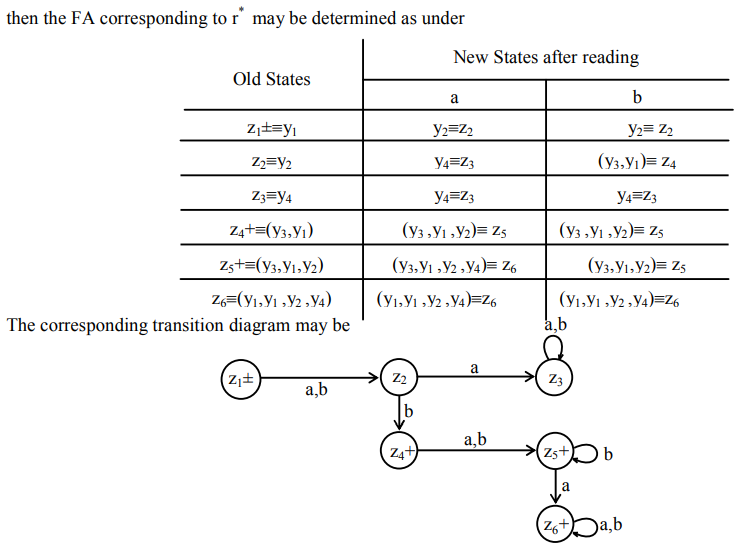 then the FA corresponding to r* may be determined as under
Old States New States after reading
a b
z₁±≡y₁ y₂≡z₂ y₂≡ z₂
z₂≡y₂ y₄≡z₃ (y₃,y₁)≡ z₄
z₃≡y₄ y₄≡z₃ y₄≡z₃
z₄+≡(y₃,y₁) (y₃ ,y₁ ,y₂)≡ z₅ (y₃ ,y₁ ,y₂)≡ z₅
z₅+≡(y₃,y₁,y₂) (y₃,y₁ ,y₂ ,y₄)≡ z₆ (y₃,y₁,y₂)≡ z₅
z₆≡(y₁,y₁ ,y₂ ,y₄) (y₁,y₁ ,y₂ ,y₄)≡z₆ (y₁,y₁ ,y₂ ,y₄)≡z₆
The corresponding transition diagram may be
a,b
z₁± a,b z₂ a z₃
b
z₄+ a,b z₅+ b
a
z₆+ a,b